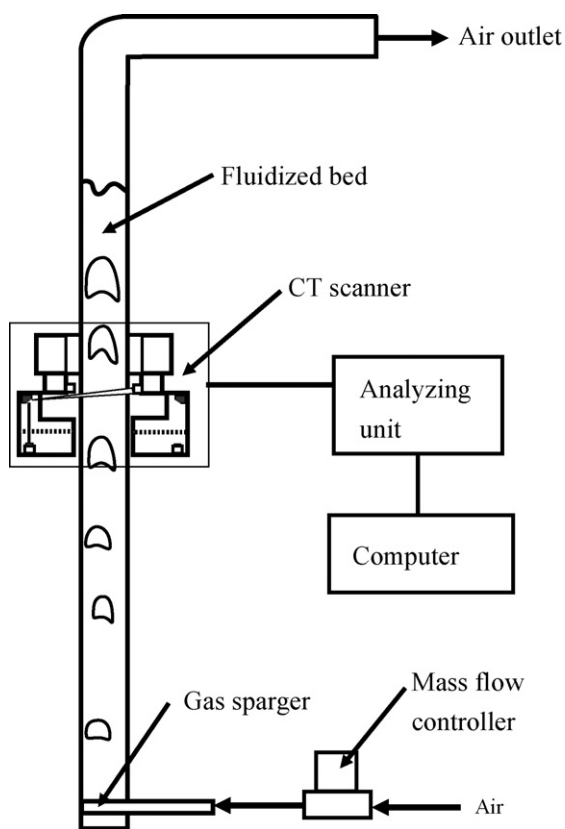 Air outlet
Fluidized bed
CT scanner
Analyzing
unit
Computer
Mass flow
controller
Gas sparger
Air